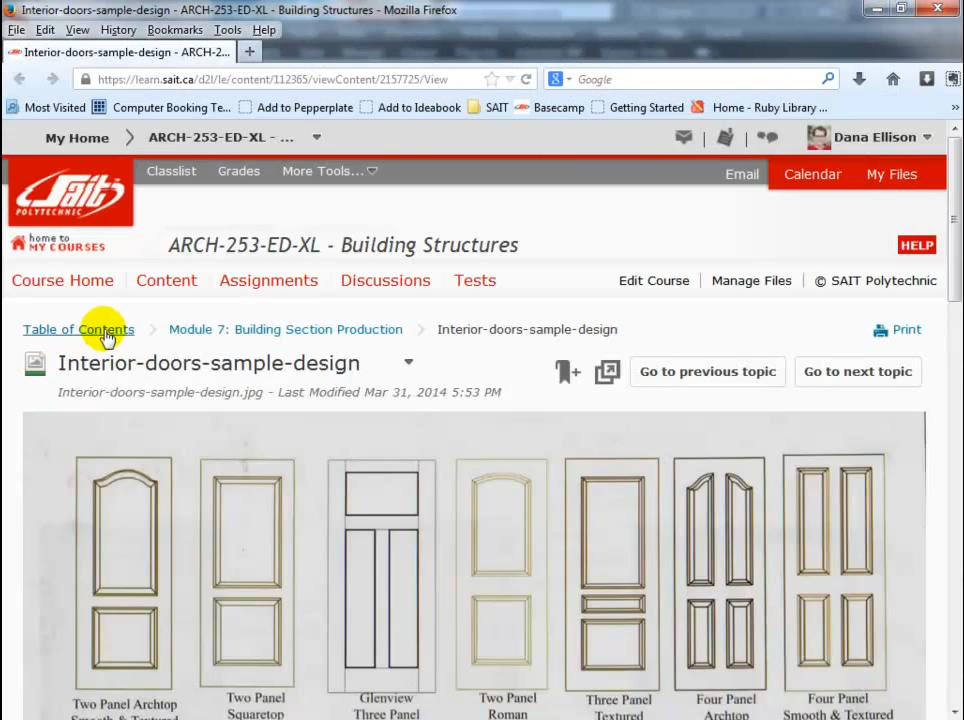 Interior-doors-sample-design - ARCH-253-ED-XL - Building Structures - Mozilla Firefox
File Edit View History Bookmarks Tools Help
Interior-doors-sample-design - ARCH-2...
https://learn.sait.ca/d2l/le/content/112365/viewContent/2157725/View
Google
Most Visited Computer Booking Te... Add to Pepperplate Add to Ideabook SAIT Basecamp Getting Started Home - Ruby Library ...
My Home ARCH-253-ED-XL - ... Dana Ellison
Classlist Grades More Tools... Email Calendar My Files
Sait
POLYTECHNIC
home to
MY COURSES
ARCH-253-ED-XL - Building Structures
HELP
Course Home Content Assignments Discussions Tests Edit Course Manage Files © SAIT Polytechnic
Table of Contents Module 7: Building Section Production Interior-doors-sample-design Print
Interior-doors-sample-design Go to previous topic Go to next topic
Interior-doors-sample-design.jpg - Last Modified Mar 31, 2014 5:53 PM
Two Panel Archtop
Smooth & Textured
Two Panel
Squaretop
Glenview
Three Panel
Two Panel
Roman
Three Panel
Textured
Four Panel
Archtop
Four Panel
Smooth & Textured